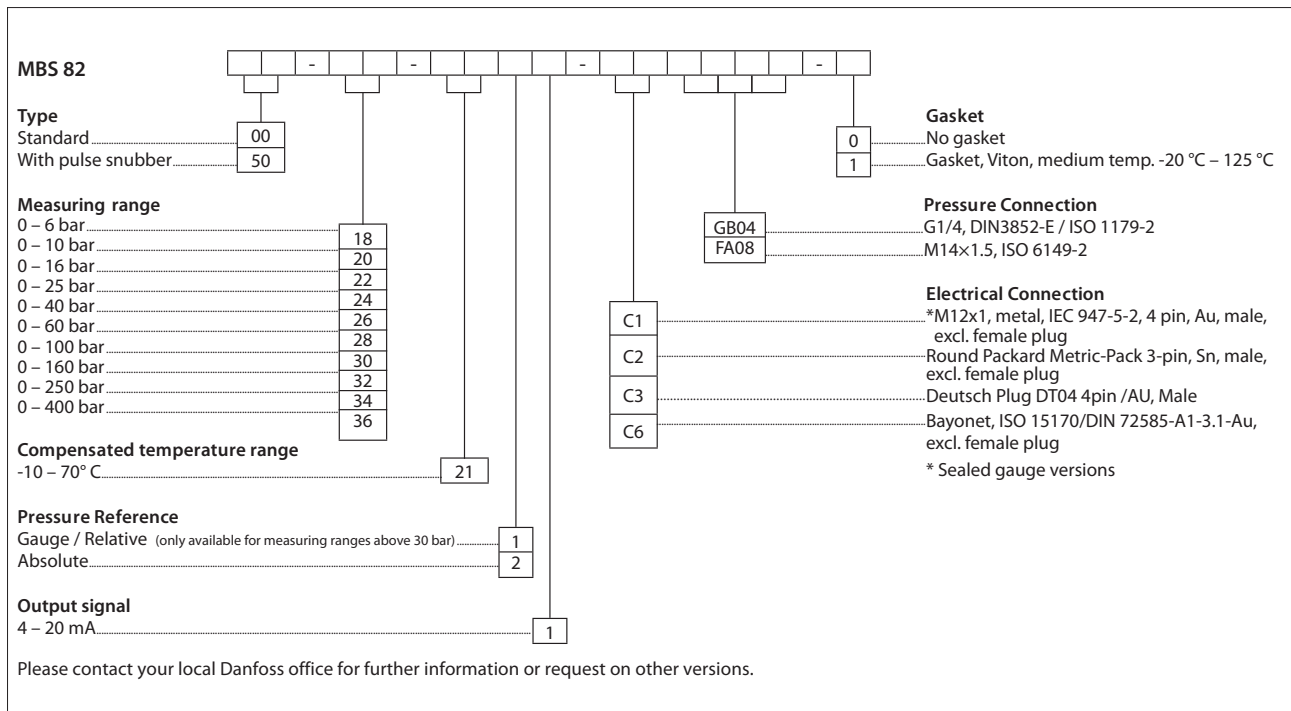 MBS 82
- - - -
Type
Standard 00
With pulse snubber 50
Measuring range
0 – 6 bar 18
0 – 10 bar 20
0 – 16 bar 22
0 – 25 bar 24
0 – 40 bar 26
0 – 60 bar 28
0 – 100 bar 30
0 – 160 bar 32
0 – 250 bar 34
0 – 400 bar 36
Compensated temperature range
-10 – 70° C 21
Pressure Reference
Gauge / Relative (only available for measuring ranges above 30 bar) 1
Absolute 2
Output signal
4 – 20 mA 1
Gasket
0 No gasket
1 Gasket, Viton, medium temp. -20 °C – 125 °C
Pressure Connection
GB04 G1/4, DIN3852-E / ISO 1179-2
FA08 M14×1.5, ISO 6149-2
Electrical Connection
C1 *M12x1, metal, IEC 947-5-2, 4 pin, Au, male,
excl. female plug
C2 Round Packard Metric-Pack 3-pin, Sn, male,
excl. female plug
C3 Deutsch Plug DT04 4pin /AU, Male
C6 Bayonet, ISO 15170/DIN 72585-A1-3.1-Au,
excl. female plug
* Sealed gauge versions
Please contact your local Danfoss office for further information or request on other versions.